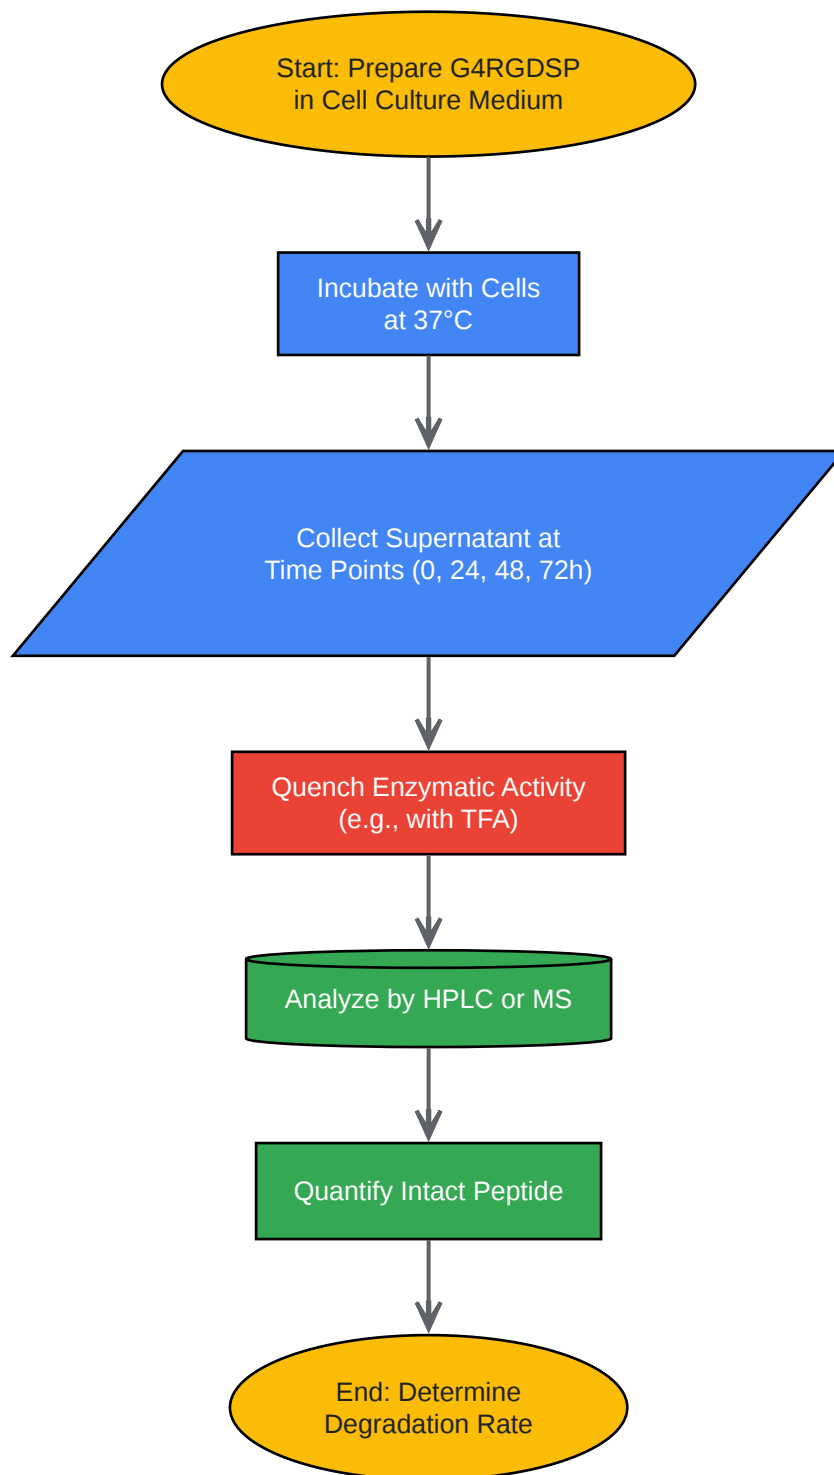 Start: Prepare G4RGDSP
in Cell Culture Medium
Incubate with Cells
at 37°C
Collect Supernatant at
Time Points (0, 24, 48, 72h)
Quench Enzymatic Activity
(e.g., with TFA)
Analyze by HPLC or MS
Quantify Intact Peptide
End: Determine
Degradation Rate